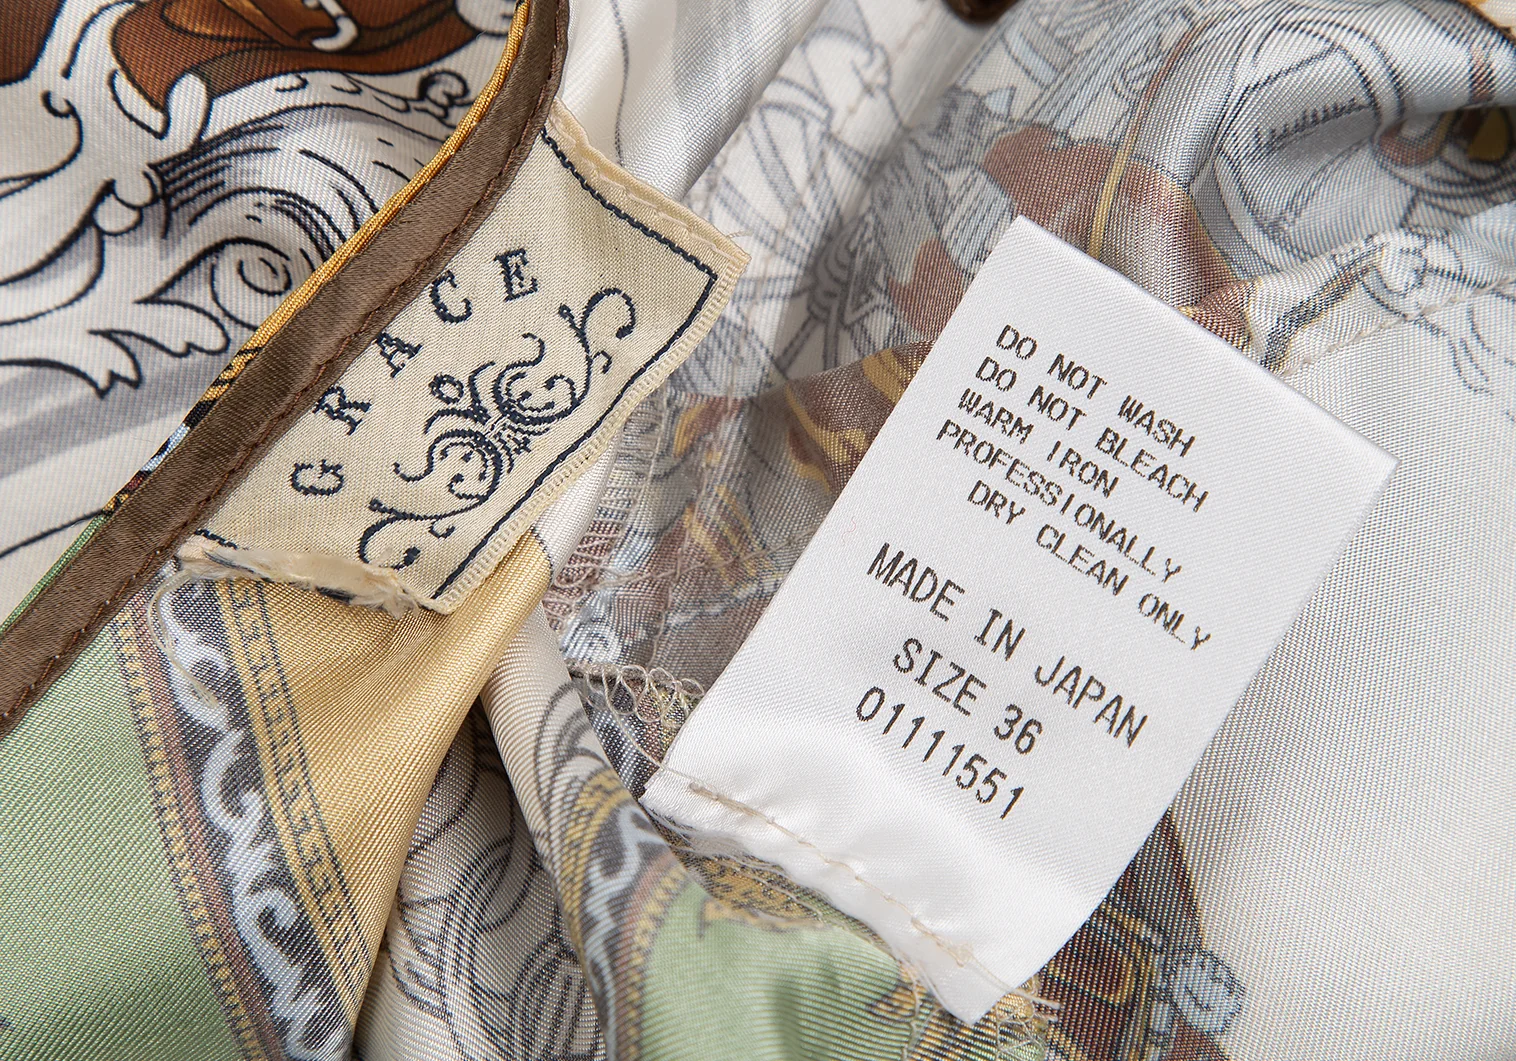 GRACE
DO NOT WASH
DO NOT BLEACH
WARM IRON
PROFESSIONALLY
DRY CLEAN ONLY
MADE IN JAPAN
SIZE 36
01111551